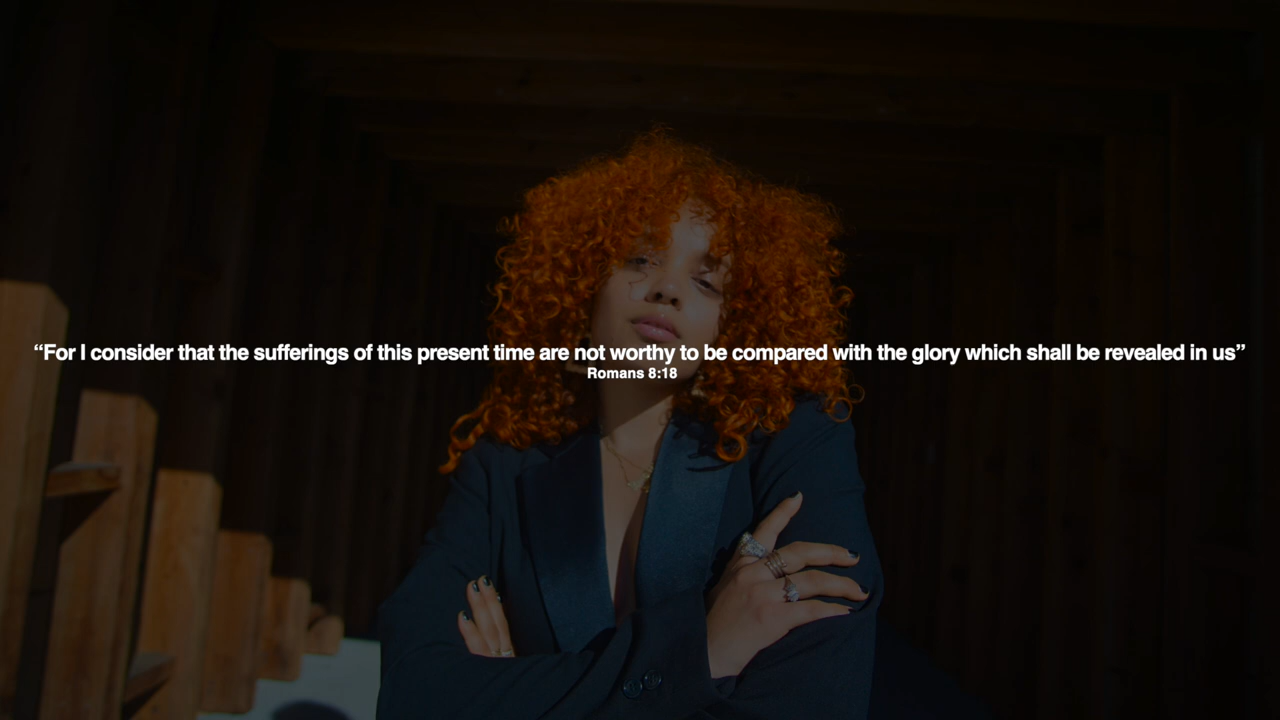 “For I consider that the sufferings of this present time are not worthy to be compared with the glory which shall be revealed in us”
Romans 8:18